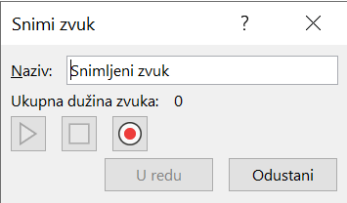 Snimi zvuk ?
Naziv: Snimljeni zvuk
Ukupna dužina zvuka: 0
U redu Odustani